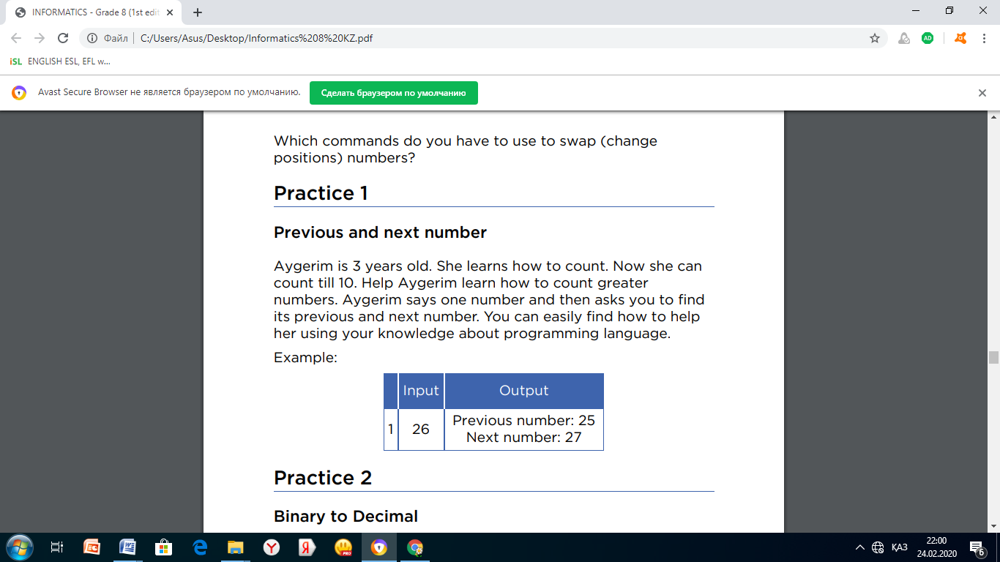 INFORMATICS - Grade 8 (1st edit
Файл | C:/Users/Asus/Desktop/Informatics%208%20KZ.pdf
AD
iSL ENGLISH ESL, EFL w...
Avast Secure Browser не является браузером по умолчанию. Сделать браузером по умолчанию
Which commands do you have to use to swap (change
positions) numbers?
Practice 1
Previous and next number
Aygerim is 3 years old. She learns how to count. Now she can
count till 10. Help Aygerim learn how to count greater
numbers. Aygerim says one number and then asks you to find
its previous and next number. You can easily find how to help
her using your knowledge about programming language.
Example:
Input Output
1 26 Previous number: 25
Next number: 27
Practice 2
Binary to Decimal
ҚАЗ
22:00
24.02.2020
6
PRO